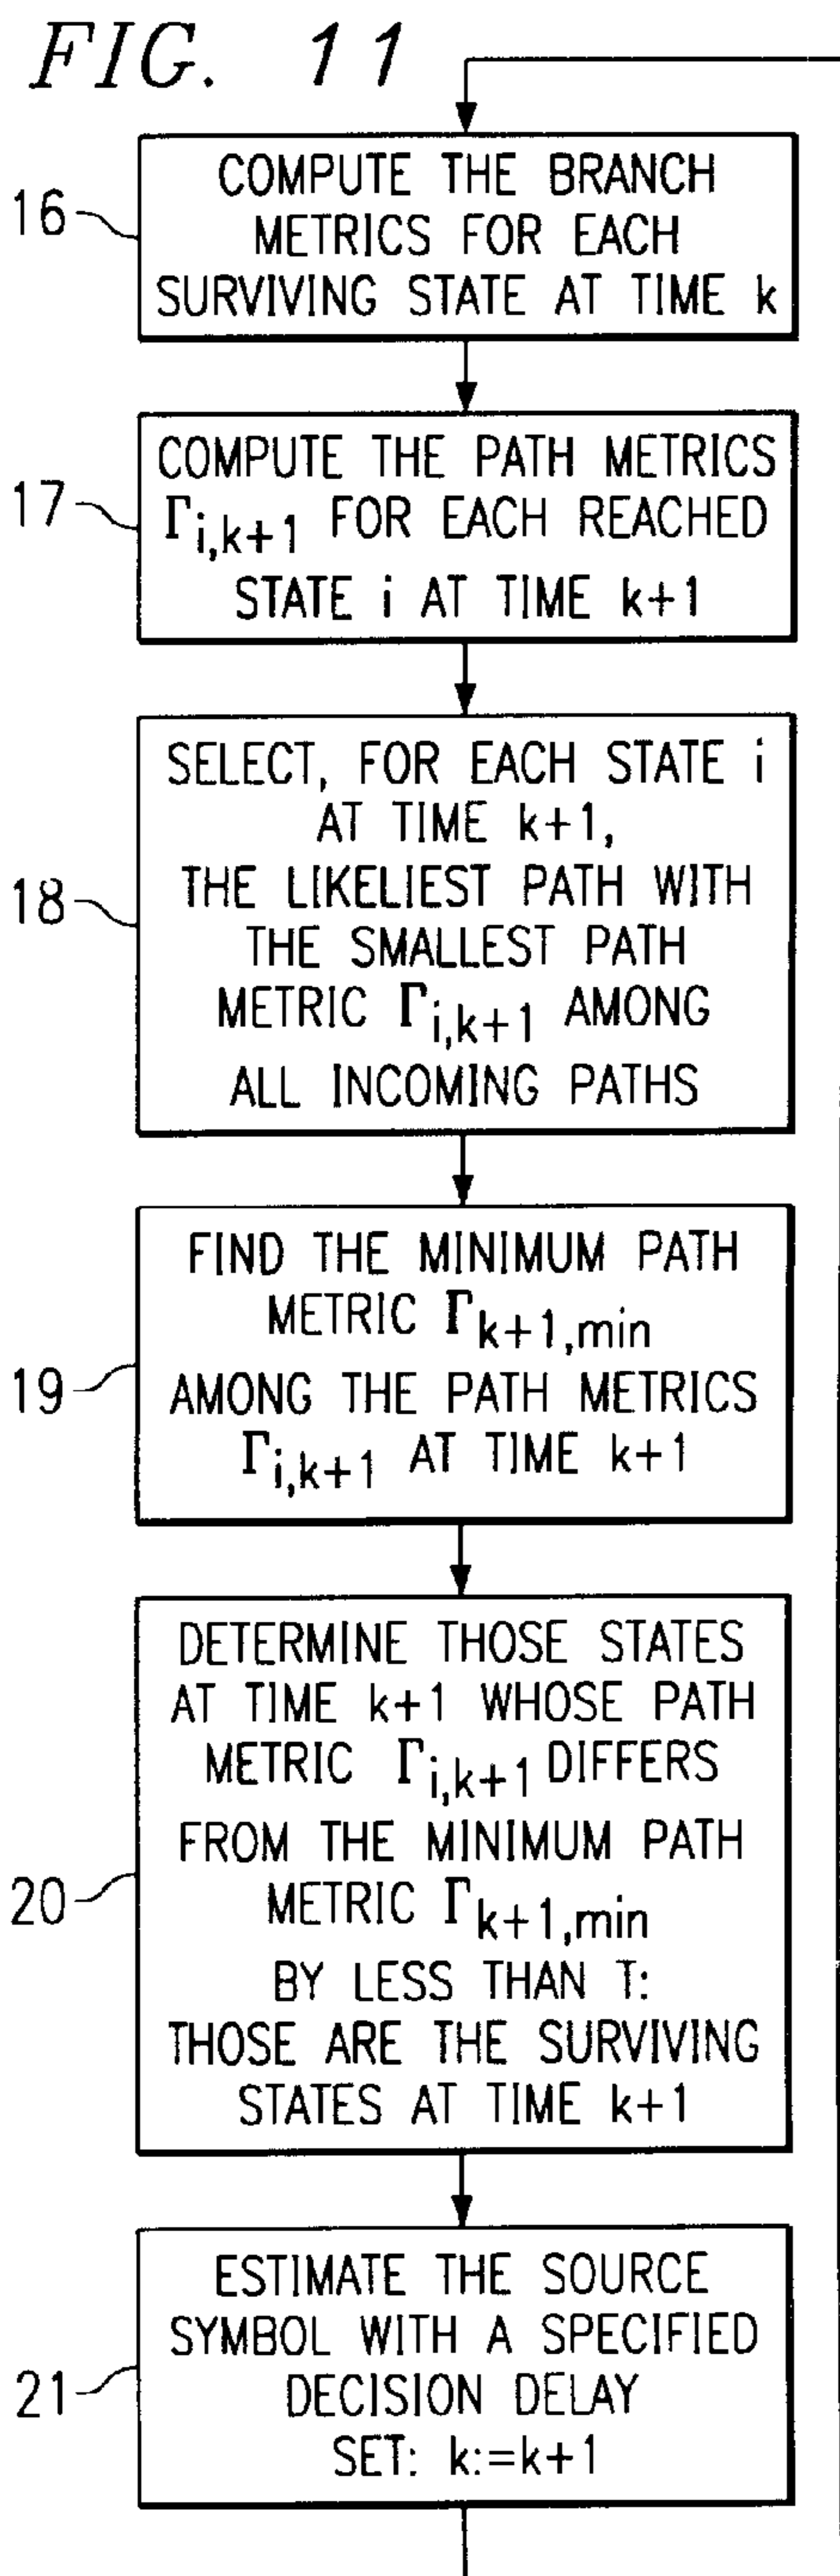 FIG. 11
16
COMPUTE THE BRANCH
METRICS FOR EACH
SURVIVING STATE AT TIME k
17
COMPUTE THE PATH METRICS
Γi,k+1 FOR EACH REACHED
STATE i AT TIME k+1
18
SELECT, FOR EACH STATE i
AT TIME k+1,
THE LIKELIEST PATH WITH
THE SMALLEST PATH
METRIC Γi,k+1 AMONG
ALL INCOMING PATHS
19
FIND THE MINIMUM PATH
METRIC Γk+1,min
AMONG THE PATH METRICS
Γi,k+1 AT TIME k+1
20
DETERMINE THOSE STATES
AT TIME k+1 WHOSE PATH
METRIC Γi,k+1 DIFFERS
FROM THE MINIMUM PATH
METRIC Γk+1,min
BY LESS THAN T:
THOSE ARE THE SURVIVING
STATES AT TIME k+1
21
ESTIMATE THE SOURCE
SYMBOL WITH A SPECIFIED
DECISION DELAY
SET: k:=k+1